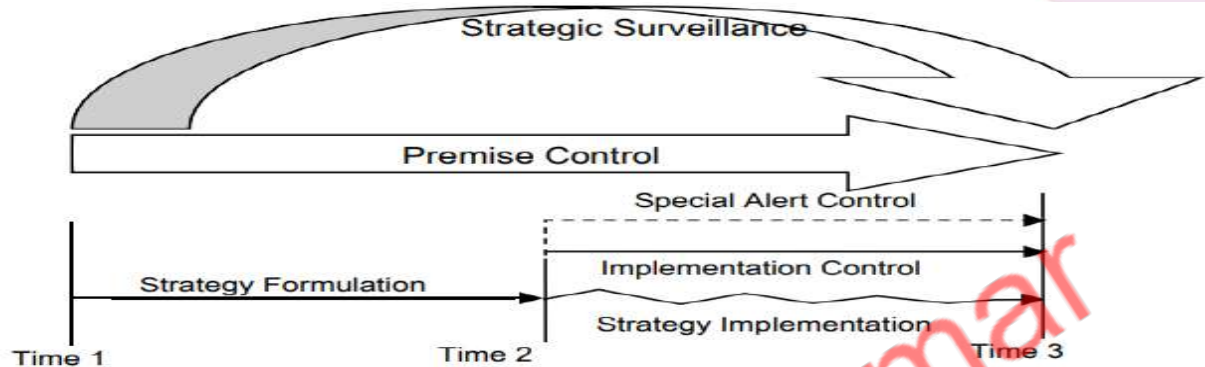 Strategic Surveillance
Premise Control
Special Alert Control
Implementation Control
Strategy Formulation
Strategy Implementation
Time 1
Time 2
Time 3
mar